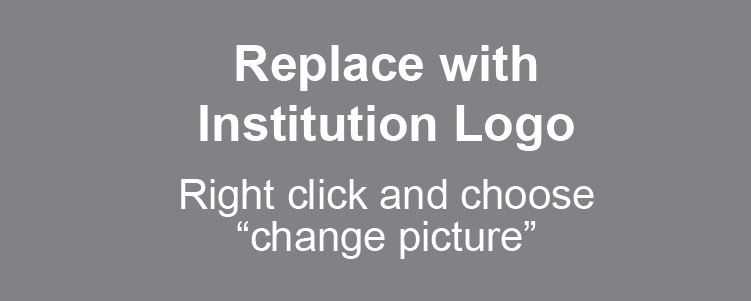 Replace with
Institution Logo
Right click and choose
“change picture”